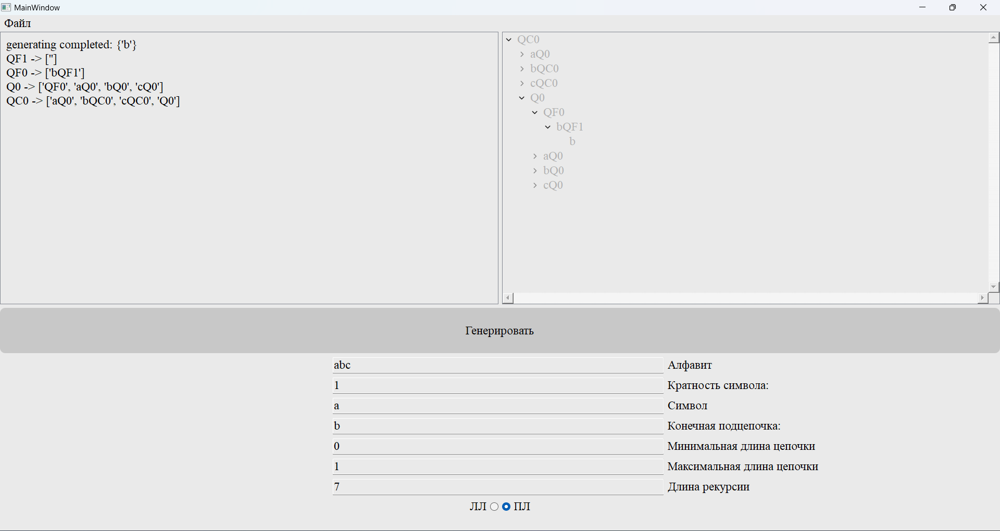 MainWindow
Файл
generating completed: {'b'}
QF1 -> ['']
QF0 -> ['bQF1']
Q0 -> ['QF0', 'aQ0', 'bQ0', 'cQ0']
QC0 -> ['aQ0', 'bQC0', 'cQC0', 'Q0']
QC0
aQ0
bQC0
cQC0
Q0
QF0
bQF1
b
aQ0
bQ0
cQ0
Генерировать
abc Алфавит
1 Кратность символа:
a Символ
b Конечная подцепочка:
0 Минимальная длина цепочки
1 Максимальная длина цепочки
7 Длина рекурсии
ЛЛ ПЛ